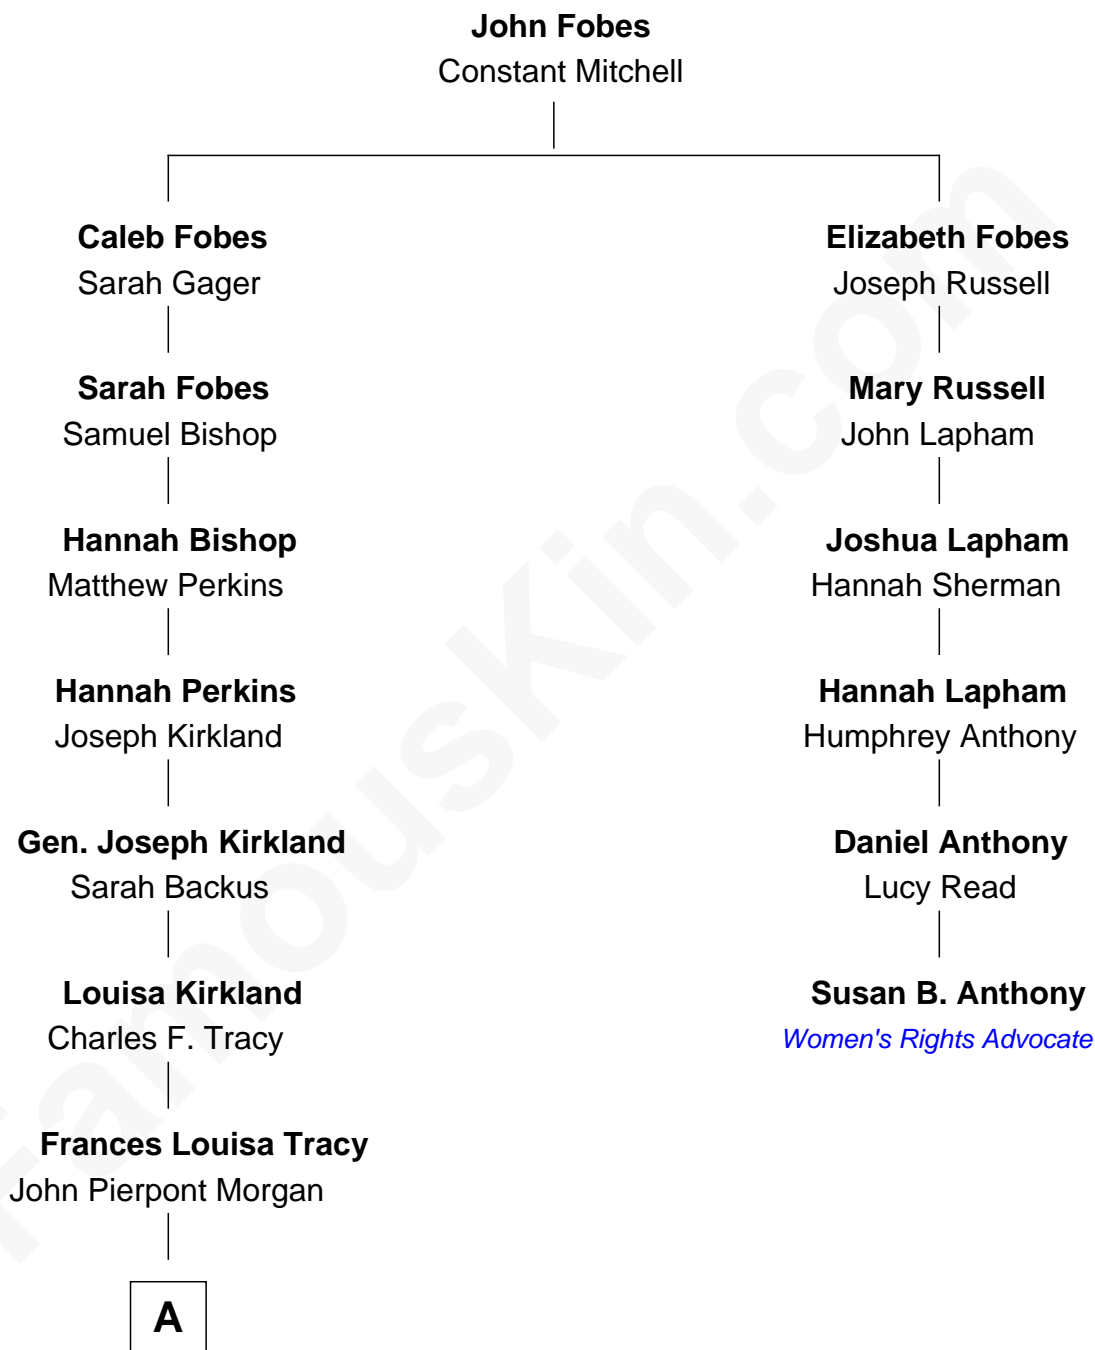 John Fobes
Constant Mitchell
Caleb Fobes
Sarah Gager
Elizabeth Fobes
Joseph Russell
Sarah Fobes
Samuel Bishop
Mary Russell
John Lapham
Hannah Bishop
Matthew Perkins
Joshua Lapham
Hannah Sherman
Hannah Perkins
Joseph Kirkland
Hannah Lapham
Humphrey Anthony
Gen. Joseph Kirkland
Sarah Backus
Daniel Anthony
Lucy Read
Louisa Kirkland
Charles F. Tracy
Susan B. Anthony
Women's Rights Advocate
Frances Louisa Tracy
John Pierpont Morgan
A
FamousKin.com